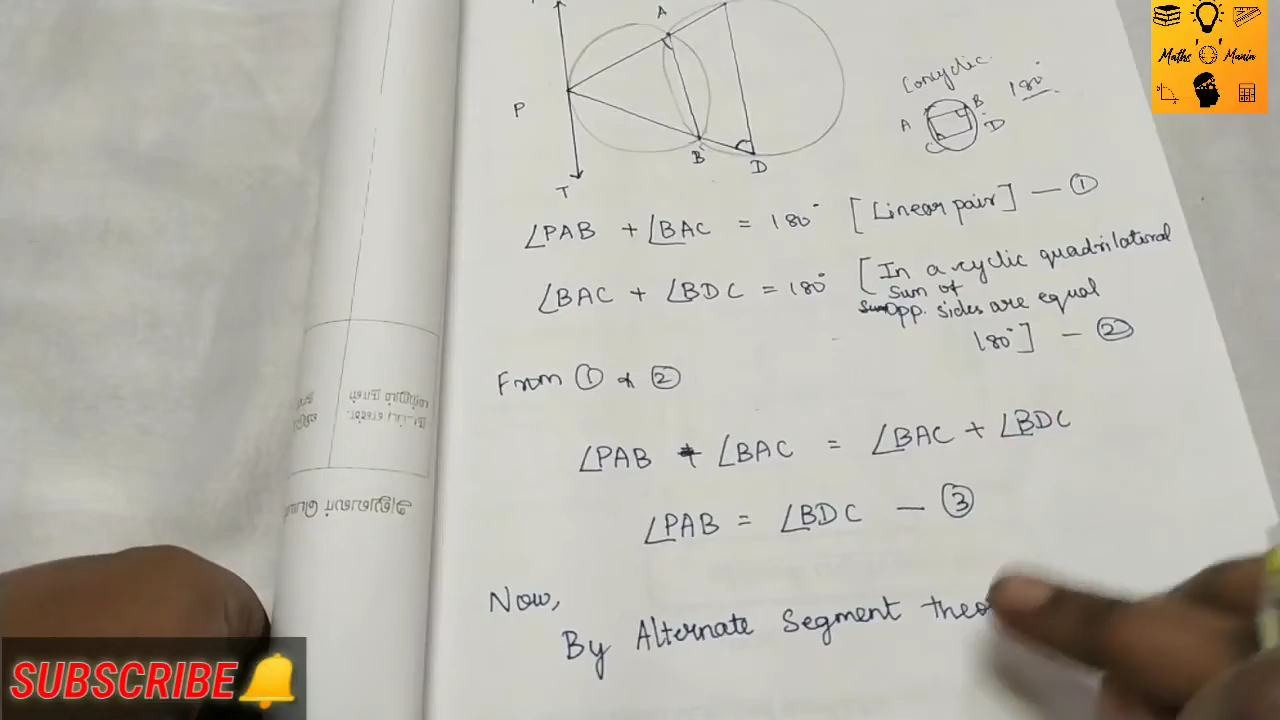 Maths Mania
A
Concyclic
180°
B
A
D
C
P
B
D
T
∠PAB + ∠BAC = 180° [Linear pair] — ①
∠BAC + ∠BDC = 180° [In a cyclic quadrilateral
sum of
opp. sides are equal
180°] — ②
From ① & ②
∠PAB + ∠BAC = ∠BAC + ∠BDC
∠PAB = ∠BDC — ③
Now,
By Alternate Segment
SUBSCRIBE